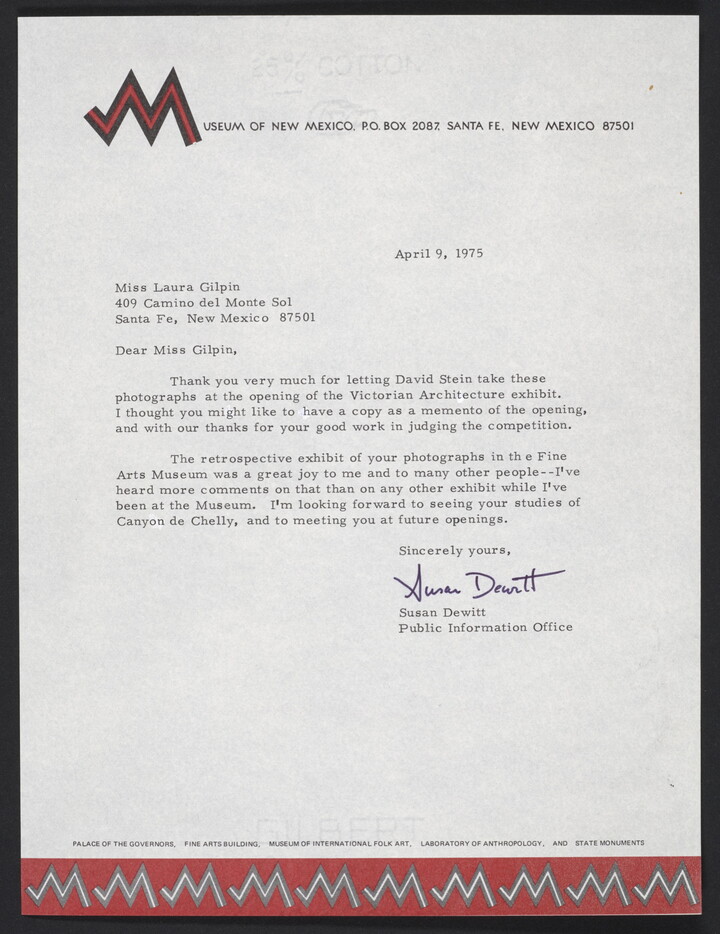 MUSEUM OF NEW MEXICO, P.O. BOX 2087, SANTA FE, NEW MEXICO 87501
April 9, 1975
Miss Laura Gilpin
409 Camino del Monte Sol
Santa Fe, New Mexico 87501
Dear Miss Gilpin,
Thank you very much for letting David Stein take these
photographs at the opening of the Victorian Architecture exhibit.
I thought you might like to have a copy as a memento of the opening,
and with our thanks for your good work in judging the competition.
The retrospective exhibit of your photographs in th e Fine
Arts Museum was a great joy to me and to many other people--I've
heard more comments on that than on any other exhibit while I've
been at the Museum. I'm looking forward to seeing your studies of
Canyon de Chelly, and to meeting you at future openings.
Sincerely yours,
Susan Dewitt
Susan Dewitt
Public Information Office
PALACE OF THE GOVERNORS, FINE ARTS BUILDING, MUSEUM OF INTERNATIONAL FOLK ART, LABORATORY OF ANTHROPOLOGY, AND STATE MONUMENTS